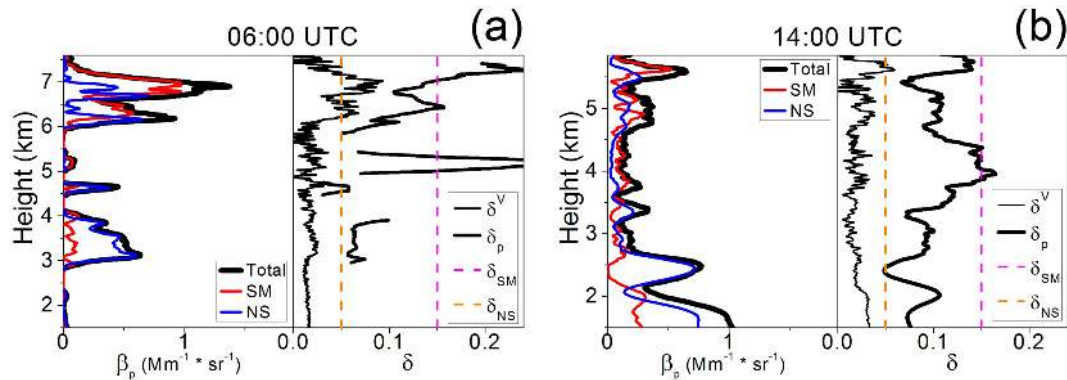 06:00 UTC
(a)
Height (km)
7
6
5
4
3
2
Total
SM
NS
δV
δp
δSM
δNS
0
1
0.0
0.1
0.2
βp (Mm-1 * sr-1)
δ
14:00 UTC
(b)
Height (km)
5
4
3
2
Total
SM
NS
δV
δp
δSM
δNS
0
1
0.0
0.1
0.2
βp (Mm-1 * sr-1)
δ